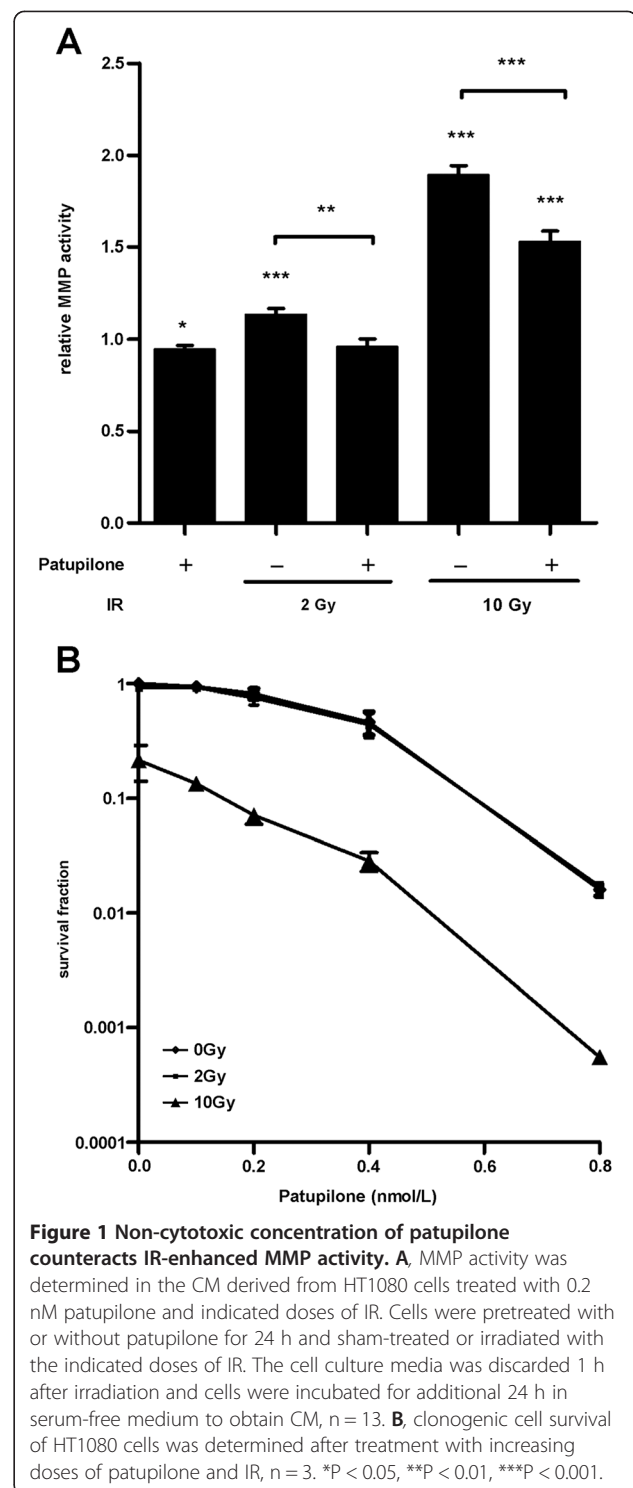 A
2.5
***
***
2.0
***
**
1.5
***
*
1.0
0.5
0.0
relative MMP activity
Patupilone + – + – +
IR 2 Gy 10 Gy
B
1
0.1
0.01
0.001
0.0001
survival fraction
0Gy
2Gy
10Gy
0.0 0.2 0.4 0.6 0.8
Patupilone (nmol/L)
Figure 1 Non-cytotoxic concentration of patupilone
counteracts IR-enhanced MMP activity. A, MMP activity was
determined in the CM derived from HT1080 cells treated with 0.2
nM patupilone and indicated doses of IR. Cells were pretreated with
or without patupilone for 24 h and sham-treated or irradiated with
the indicated doses of IR. The cell culture media was discarded 1 h
after irradiation and cells were incubated for additional 24 h in
serum-free medium to obtain CM, n = 13. B, clonogenic cell survival
of HT1080 cells was determined after treatment with increasing
doses of patupilone and IR, n = 3. *P < 0.05, **P < 0.01, ***P < 0.001.